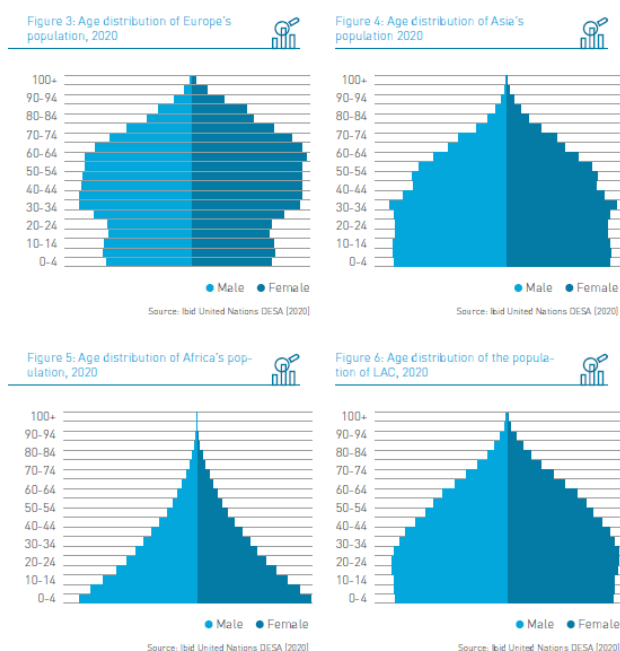 Figure 3: Age distribution of Europe's
population, 2020
100+
90-94
80-84
70-74
60-64
50-54
40-44
30-34
20-24
10-14
0-4
Male Female
Source: Ibid United Nations DESA (2020)
Figure 4: Age distribution of Asia's
population 2020
100+
90-94
80-84
70-74
60-64
50-54
40-44
30-34
20-24
10-14
0-4
Male Female
Source: Ibid United Nations DESA (2020)
Figure 5: Age distribution of Africa's pop-
ulation, 2020
100+
90-94
80-84
70-74
60-64
50-54
40-44
30-34
20-24
10-14
0-4
Male Female
Source: Ibid United Nations DESA (2020)
Figure 6: Age distribution of the popula-
tion of LAC, 2020
100+
90-94
80-84
70-74
60-64
50-54
40-44
30-34
20-24
10-14
0-4
Male Female
Source: Ibid United Nations DESA (2020)